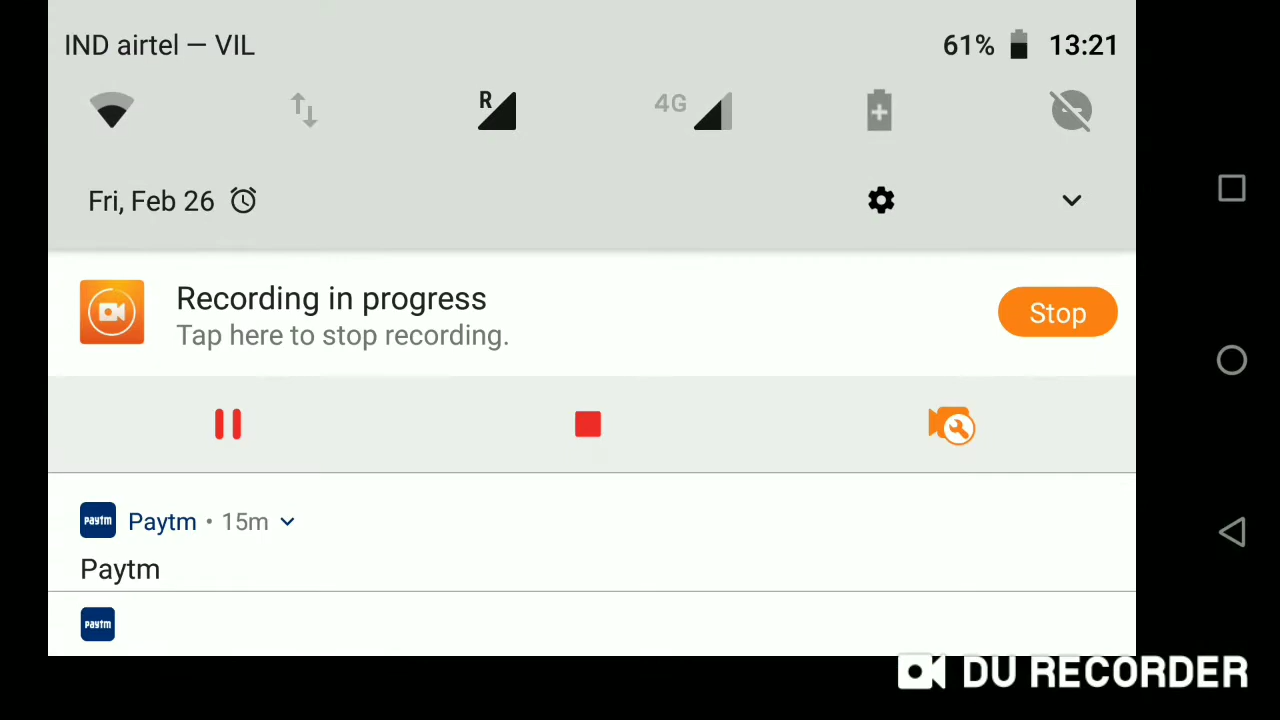 IND airtel — VIL
61% 13:21
R
4G
Fri, Feb 26
Recording in progress
Tap here to stop recording.
Stop
paytm Paytm • 15m
Paytm
paytm
DU RECORDER